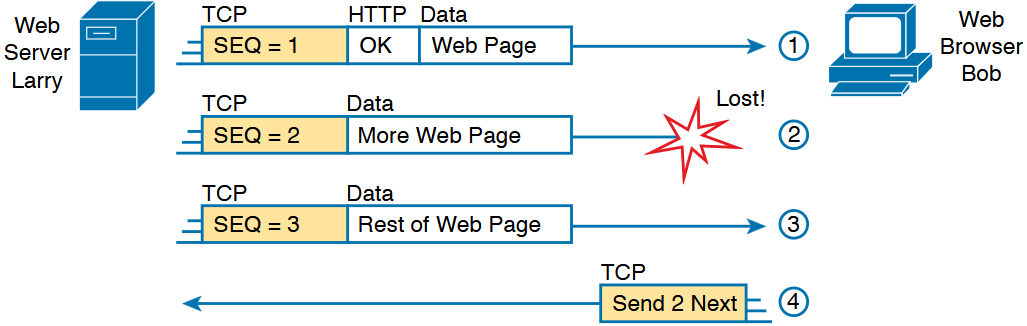 Web
Server
Larry
TCP HTTP Data
SEQ = 1 OK Web Page
1
Web
Browser
Bob
TCP Data
SEQ = 2 More Web Page
Lost!
2
TCP Data
SEQ = 3 Rest of Web Page
3
TCP
Send 2 Next
4